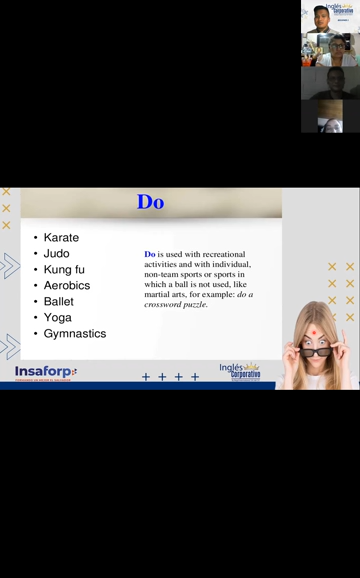 Inglés
Corporativo
Do
• Karate
• Judo
• Kung fu
• Aerobics
• Ballet
• Yoga
• Gymnastics
Do is used with recreational
activities and with individual,
non-team sports or sports in
which a ball is not used, like
martial arts, for example: do a
crossword puzzle.
Insaforp
Inglés
Corporativo